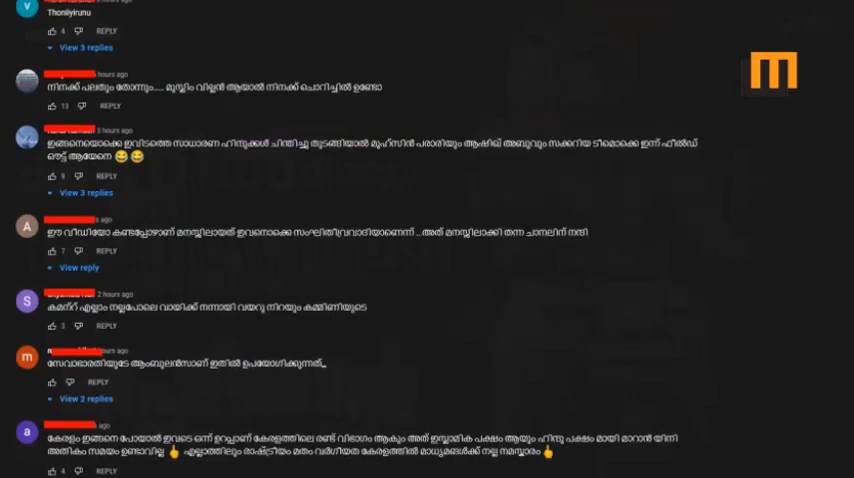 Thonliyirunu
4 REPLY
View 3 replies
hours ago
നിനക്ക് പലതും തോന്നും.... മുസ്ലിം വില്ലൻ ആയാൽ നിനക്ക് ചൊറിച്ചിൽ ഉണ്ടോ
13 REPLY
5 hours ago
ഇങ്ങനെയൊക്കെ ഇവിടത്തെ സാധാരണ ഹിന്ദുക്കൾ ചിന്തിച്ചു തുടങ്ങിയാൽ മുഹ്സിൻ പരാരിയും ആഷിഖ് അബുവും സക്കറിയ ടീമൊക്കെ ഇന്ന് ഫീൽഡ്
ഔട്ട് ആയേനെ 😂 😂
9 REPLY
View 3 replies
A
s ago
ഈ വീഡിയോ കണ്ടപ്പോഴാണ് മനസ്സിലായത് ഇവനൊക്കെ സംഘിതീവ്രവാദിയാണെന്ന് ...അത് മനസ്സിലാക്കി തന്ന ചാനലിന് നന്ദി
7 REPLY
View reply
S
2 hours ago
കമന്റ് എല്ലാം നല്ലപോലെ വായിക്ക് നന്നായി വയറു നിറയും കമ്മിണിയുടെ
3 REPLY
m
ours ago
സേവാഭാരതിയുടേ ആംബുലൻസാണ് ഇതിൽ ഉപയോഗിക്കുന്നത്,,
REPLY
View 2 replies
a
ago
കേരളം ഇങ്ങനെ പോയാൽ ഇവടെ ഒന്ന് ഉറപ്പാണ് കേരളത്തിലെ രണ്ട് വിഭാഗം ആകും അത് ഇസ്ലാമിക പക്ഷം ആയും ഹിന്ദു പക്ഷം മായി മാറാൻ യിനി
അതികം സമയം ഉണ്ടാവില്ല 👆 എല്ലാത്തിലും രാഷ്ട്രീയം മതം വർഗീയത കേരളത്തിൽ മാധ്യമങ്ങൾക്ക് നല്ല നമസ്കാരം 👆
4 REPLY